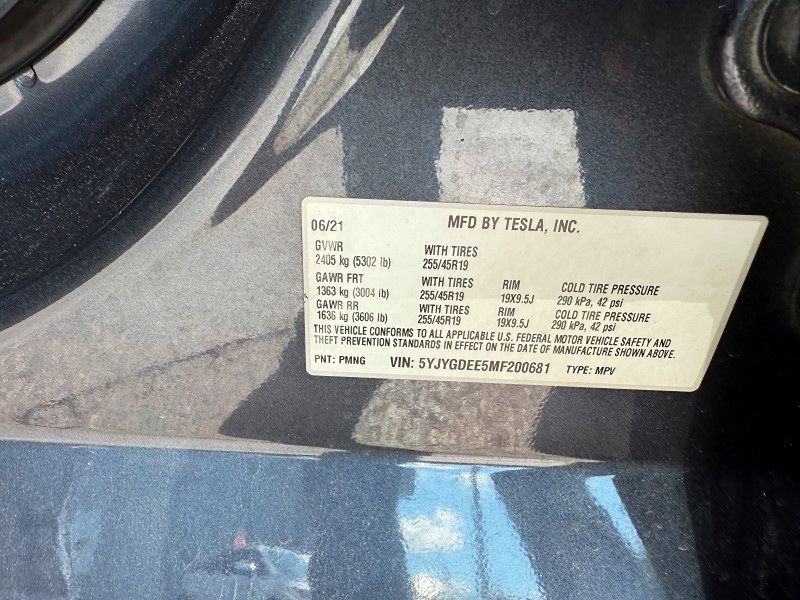 06/21 MFD BY TESLA, INC.
GVWR
2405 kg (5302 lb) WITH TIRES 255/45R19
GAWR FRT WITH TIRES RIM COLD TIRE PRESSURE
1363 kg (3004 lb) 255/45R19 19X9.5J 290 kPa, 42 psi
GAWR RR WITH TIRES RIM COLD TIRE PRESSURE
1636 kg (3606 lb) 255/45R19 19X9.5J 290 kPa, 42 psi
THIS VEHICLE CONFORMS TO ALL APPLICABLE U.S. FEDERAL MOTOR VEHICLE SAFETY AND
THEFT PREVENTION STANDARDS IN EFFECT ON THE DATE OF MANUFACTURE SHOWN ABOVE.
PNT: PMNG VIN: 5YJYGDEE5MF200681 TYPE: MPV